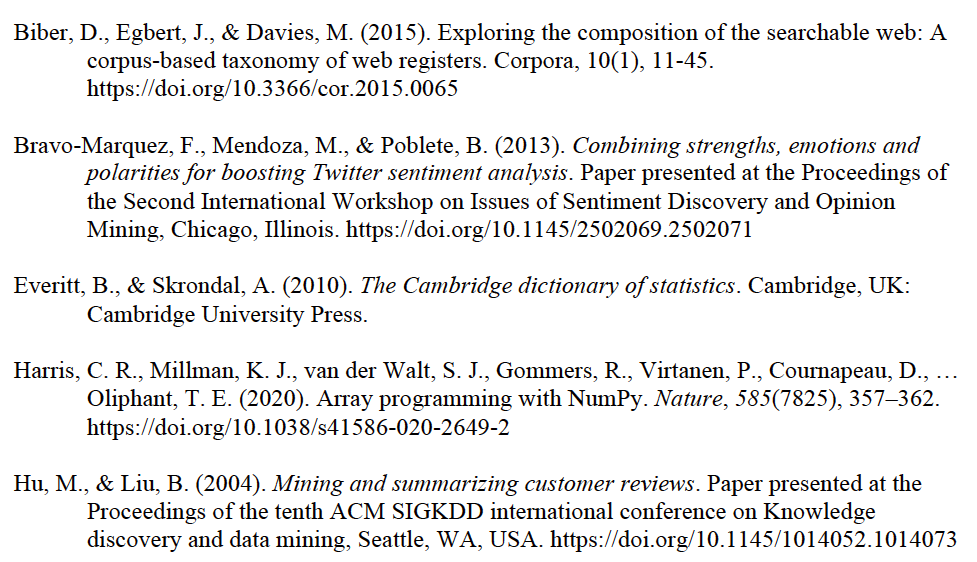 Biber, D., Egbert, J., & Davies, M. (2015). Exploring the composition of the searchable web: A
corpus-based taxonomy of web registers. Corpora, 10(1), 11-45.
https://doi.org/10.3366/cor.2015.0065
Bravo-Marquez, F., Mendoza, M., & Poblete, B. (2013). Combining strengths, emotions and
polarities for boosting Twitter sentiment analysis. Paper presented at the Proceedings of
the Second International Workshop on Issues of Sentiment Discovery and Opinion
Mining, Chicago, Illinois. https://doi.org/10.1145/2502069.2502071
Everitt, B., & Skrondal, A. (2010). The Cambridge dictionary of statistics. Cambridge, UK:
Cambridge University Press.
Harris, C. R., Millman, K. J., van der Walt, S. J., Gommers, R., Virtanen, P., Cournapeau, D., …
Oliphant, T. E. (2020). Array programming with NumPy. Nature, 585(7825), 357–362.
https://doi.org/10.1038/s41586-020-2649-2
Hu, M., & Liu, B. (2004). Mining and summarizing customer reviews. Paper presented at the
Proceedings of the tenth ACM SIGKDD international conference on Knowledge
discovery and data mining, Seattle, WA, USA. https://doi.org/10.1145/1014052.1014073